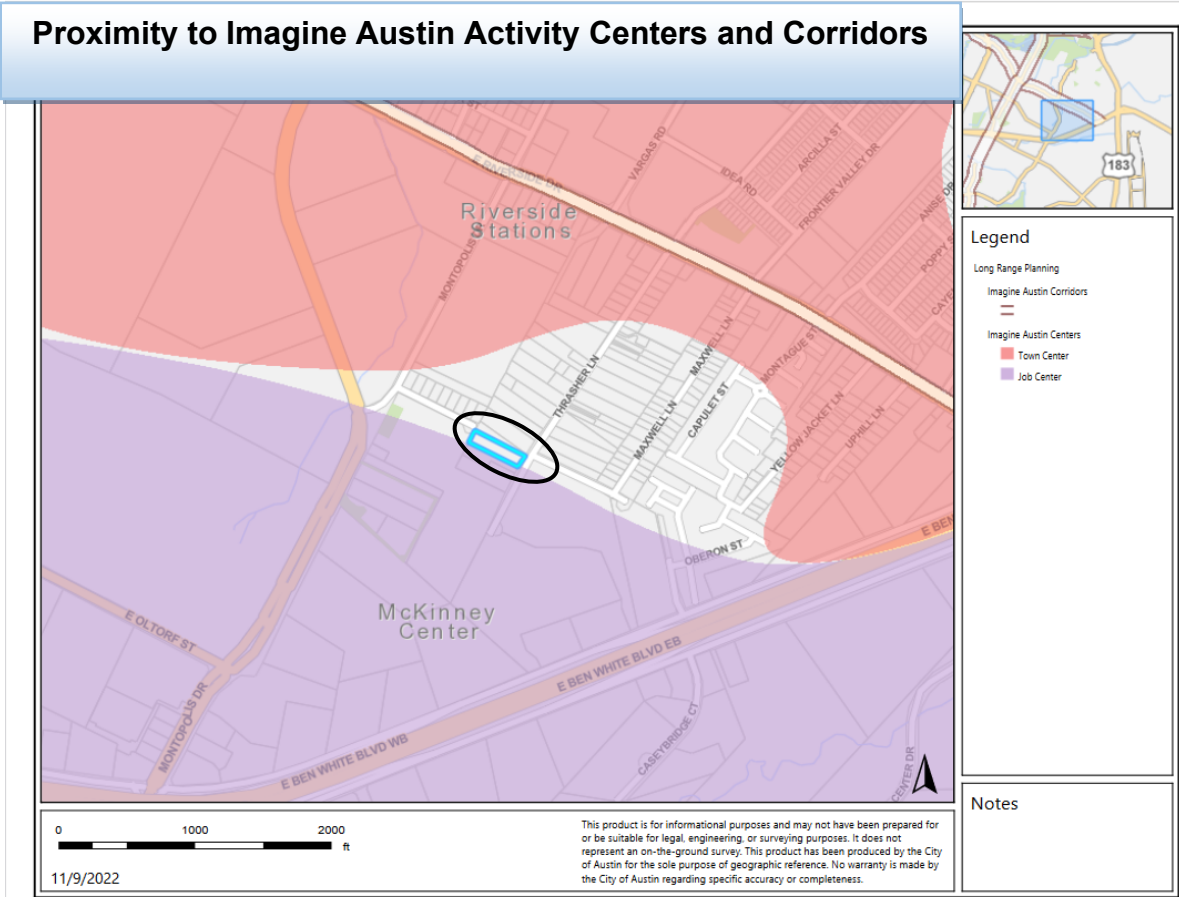 Proximity to Imagine Austin Activity Centers and Corridors
183
ST
E RIVERSIDE DR
VARGAS RD
IDEA RD
ARCILLA ST
FRONTIER VALLEY DR
ANISE DR
POPPY S
CAYE
Riverside
Stations
MONTOPOLIS
THRASHER LN
MAXWELL LN
MAXWELL LN
CAPULET ST
MONTAGUE ST
YELLOW JACKET LN
UPHILL LN
E BEN
OBERON ST
McKinney
Center
E OLTORF ST
MONTOPOLIS DR
E BEN WHITE BLVD WB
E BEN WHITE BLVD EB
CASEYBRIDGE CT
CENTER DR
Legend
Long Range Planning
Imagine Austin Corridors
Imagine Austin Centers
Town Center
Job Center
Notes
0 1000 2000
ft
11/9/2022
This product is for informational purposes and may not have been prepared for
or be suitable for legal, engineering, or surveying purposes. It does not
represent an on-the-ground survey. This product has been produced by the City
of Austin for the sole purpose of geographic reference. No warranty is made by
the City of Austin regarding specific accuracy or completeness.